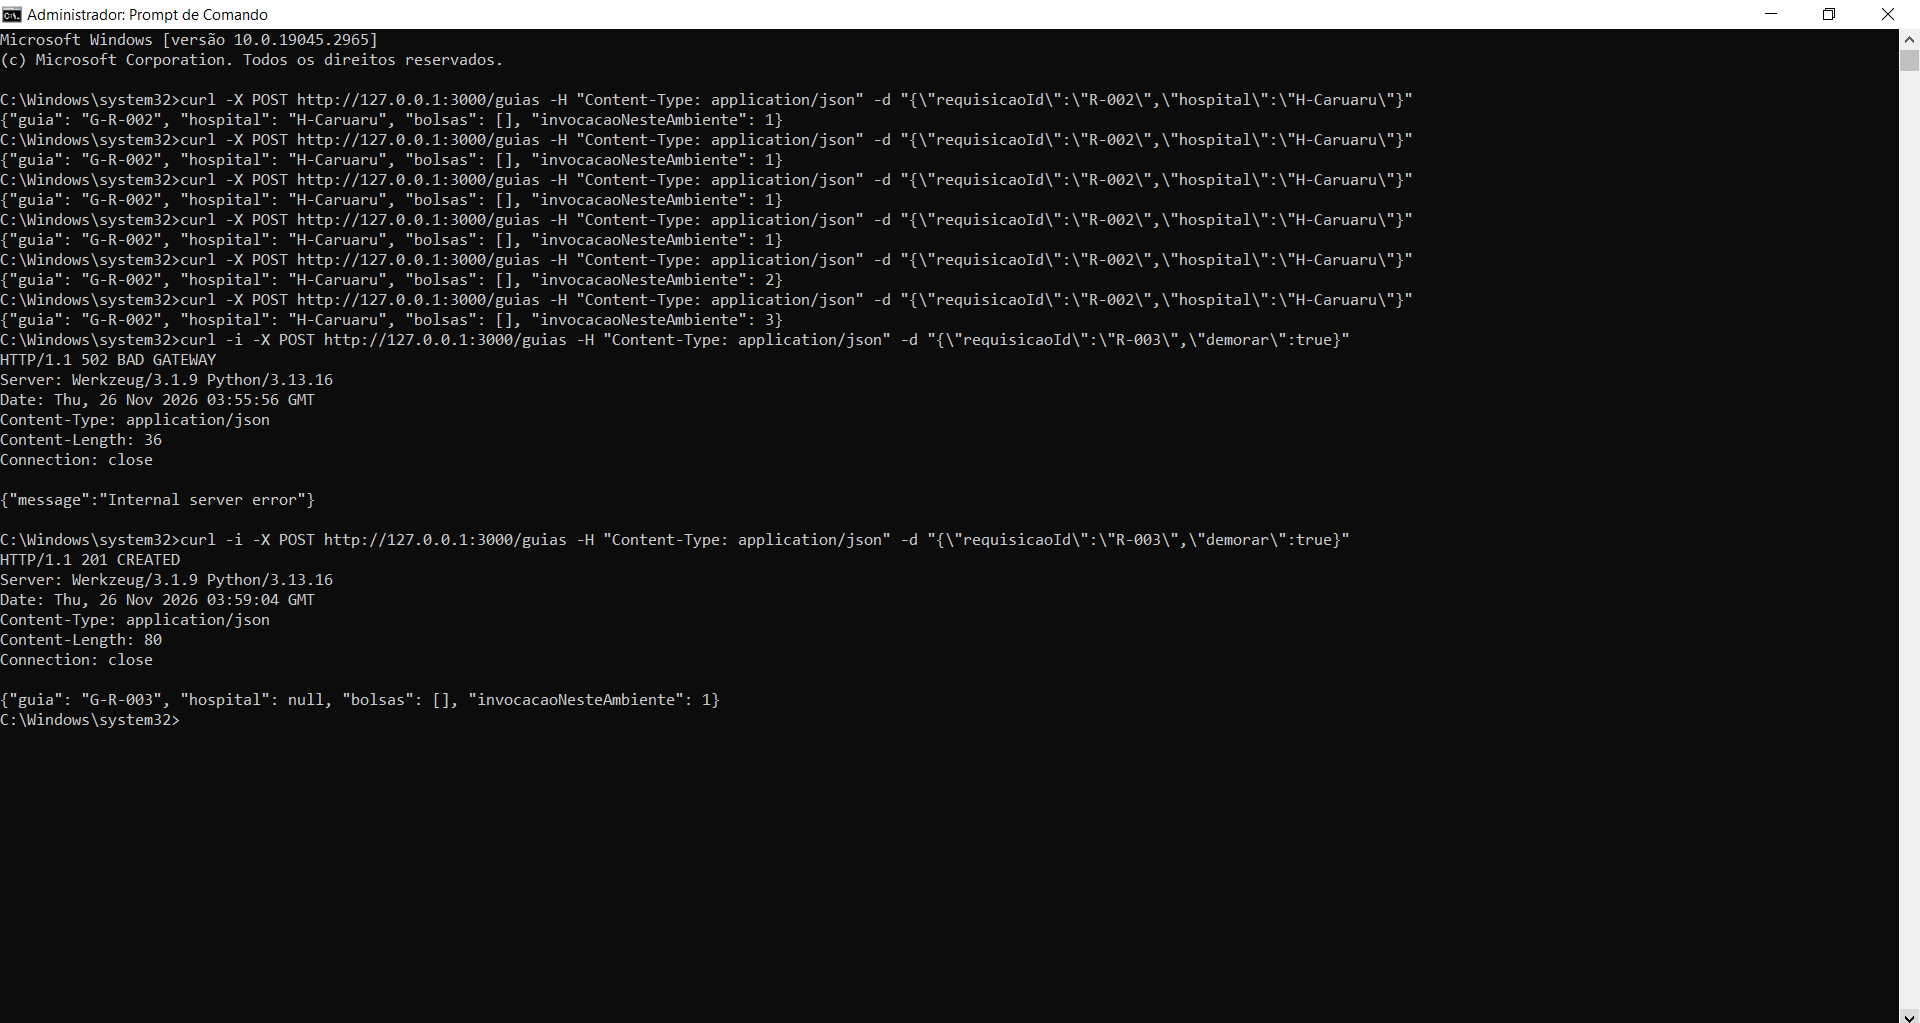 Administrador: Prompt de Comando
Microsoft Windows [versão 10.0.19045.2965]
(c) Microsoft Corporation. Todos os direitos reservados.
C:\Windows\system32>curl -X POST http://127.0.0.1:3000/guias -H "Content-Type: application/json" -d "{\"requisicaoId\":\"R-002\",\"hospital\":\"H-Caruaru\"}"
{"guia": "G-R-002", "hospital": "H-Caruaru", "bolsas": [], "invocacaoNesteAmbiente": 1}
C:\Windows\system32>curl -X POST http://127.0.0.1:3000/guias -H "Content-Type: application/json" -d "{\"requisicaoId\":\"R-002\",\"hospital\":\"H-Caruaru\"}"
{"guia": "G-R-002", "hospital": "H-Caruaru", "bolsas": [], "invocacaoNesteAmbiente": 1}
C:\Windows\system32>curl -X POST http://127.0.0.1:3000/guias -H "Content-Type: application/json" -d "{\"requisicaoId\":\"R-002\",\"hospital\":\"H-Caruaru\"}"
{"guia": "G-R-002", "hospital": "H-Caruaru", "bolsas": [], "invocacaoNesteAmbiente": 1}
C:\Windows\system32>curl -X POST http://127.0.0.1:3000/guias -H "Content-Type: application/json" -d "{\"requisicaoId\":\"R-002\",\"hospital\":\"H-Caruaru\"}"
{"guia": "G-R-002", "hospital": "H-Caruaru", "bolsas": [], "invocacaoNesteAmbiente": 1}
C:\Windows\system32>curl -X POST http://127.0.0.1:3000/guias -H "Content-Type: application/json" -d "{\"requisicaoId\":\"R-002\",\"hospital\":\"H-Caruaru\"}"
{"guia": "G-R-002", "hospital": "H-Caruaru", "bolsas": [], "invocacaoNesteAmbiente": 2}
C:\Windows\system32>curl -X POST http://127.0.0.1:3000/guias -H "Content-Type: application/json" -d "{\"requisicaoId\":\"R-002\",\"hospital\":\"H-Caruaru\"}"
{"guia": "G-R-002", "hospital": "H-Caruaru", "bolsas": [], "invocacaoNesteAmbiente": 3}
C:\Windows\system32>curl -i -X POST http://127.0.0.1:3000/guias -H "Content-Type: application/json" -d "{\"requisicaoId\":\"R-003\",\"demorar\":true}"
HTTP/1.1 502 BAD GATEWAY
Server: Werkzeug/3.1.9 Python/3.13.16
Date: Thu, 26 Nov 2026 03:55:56 GMT
Content-Type: application/json
Content-Length: 36
Connection: close
{"message":"Internal server error"}
C:\Windows\system32>curl -i -X POST http://127.0.0.1:3000/guias -H "Content-Type: application/json" -d "{\"requisicaoId\":\"R-003\",\"demorar\":true}"
HTTP/1.1 201 CREATED
Server: Werkzeug/3.1.9 Python/3.13.16
Date: Thu, 26 Nov 2026 03:59:04 GMT
Content-Type: application/json
Content-Length: 80
Connection: close
{"guia": "G-R-003", "hospital": null, "bolsas": [], "invocacaoNesteAmbiente": 1}
C:\Windows\system32>